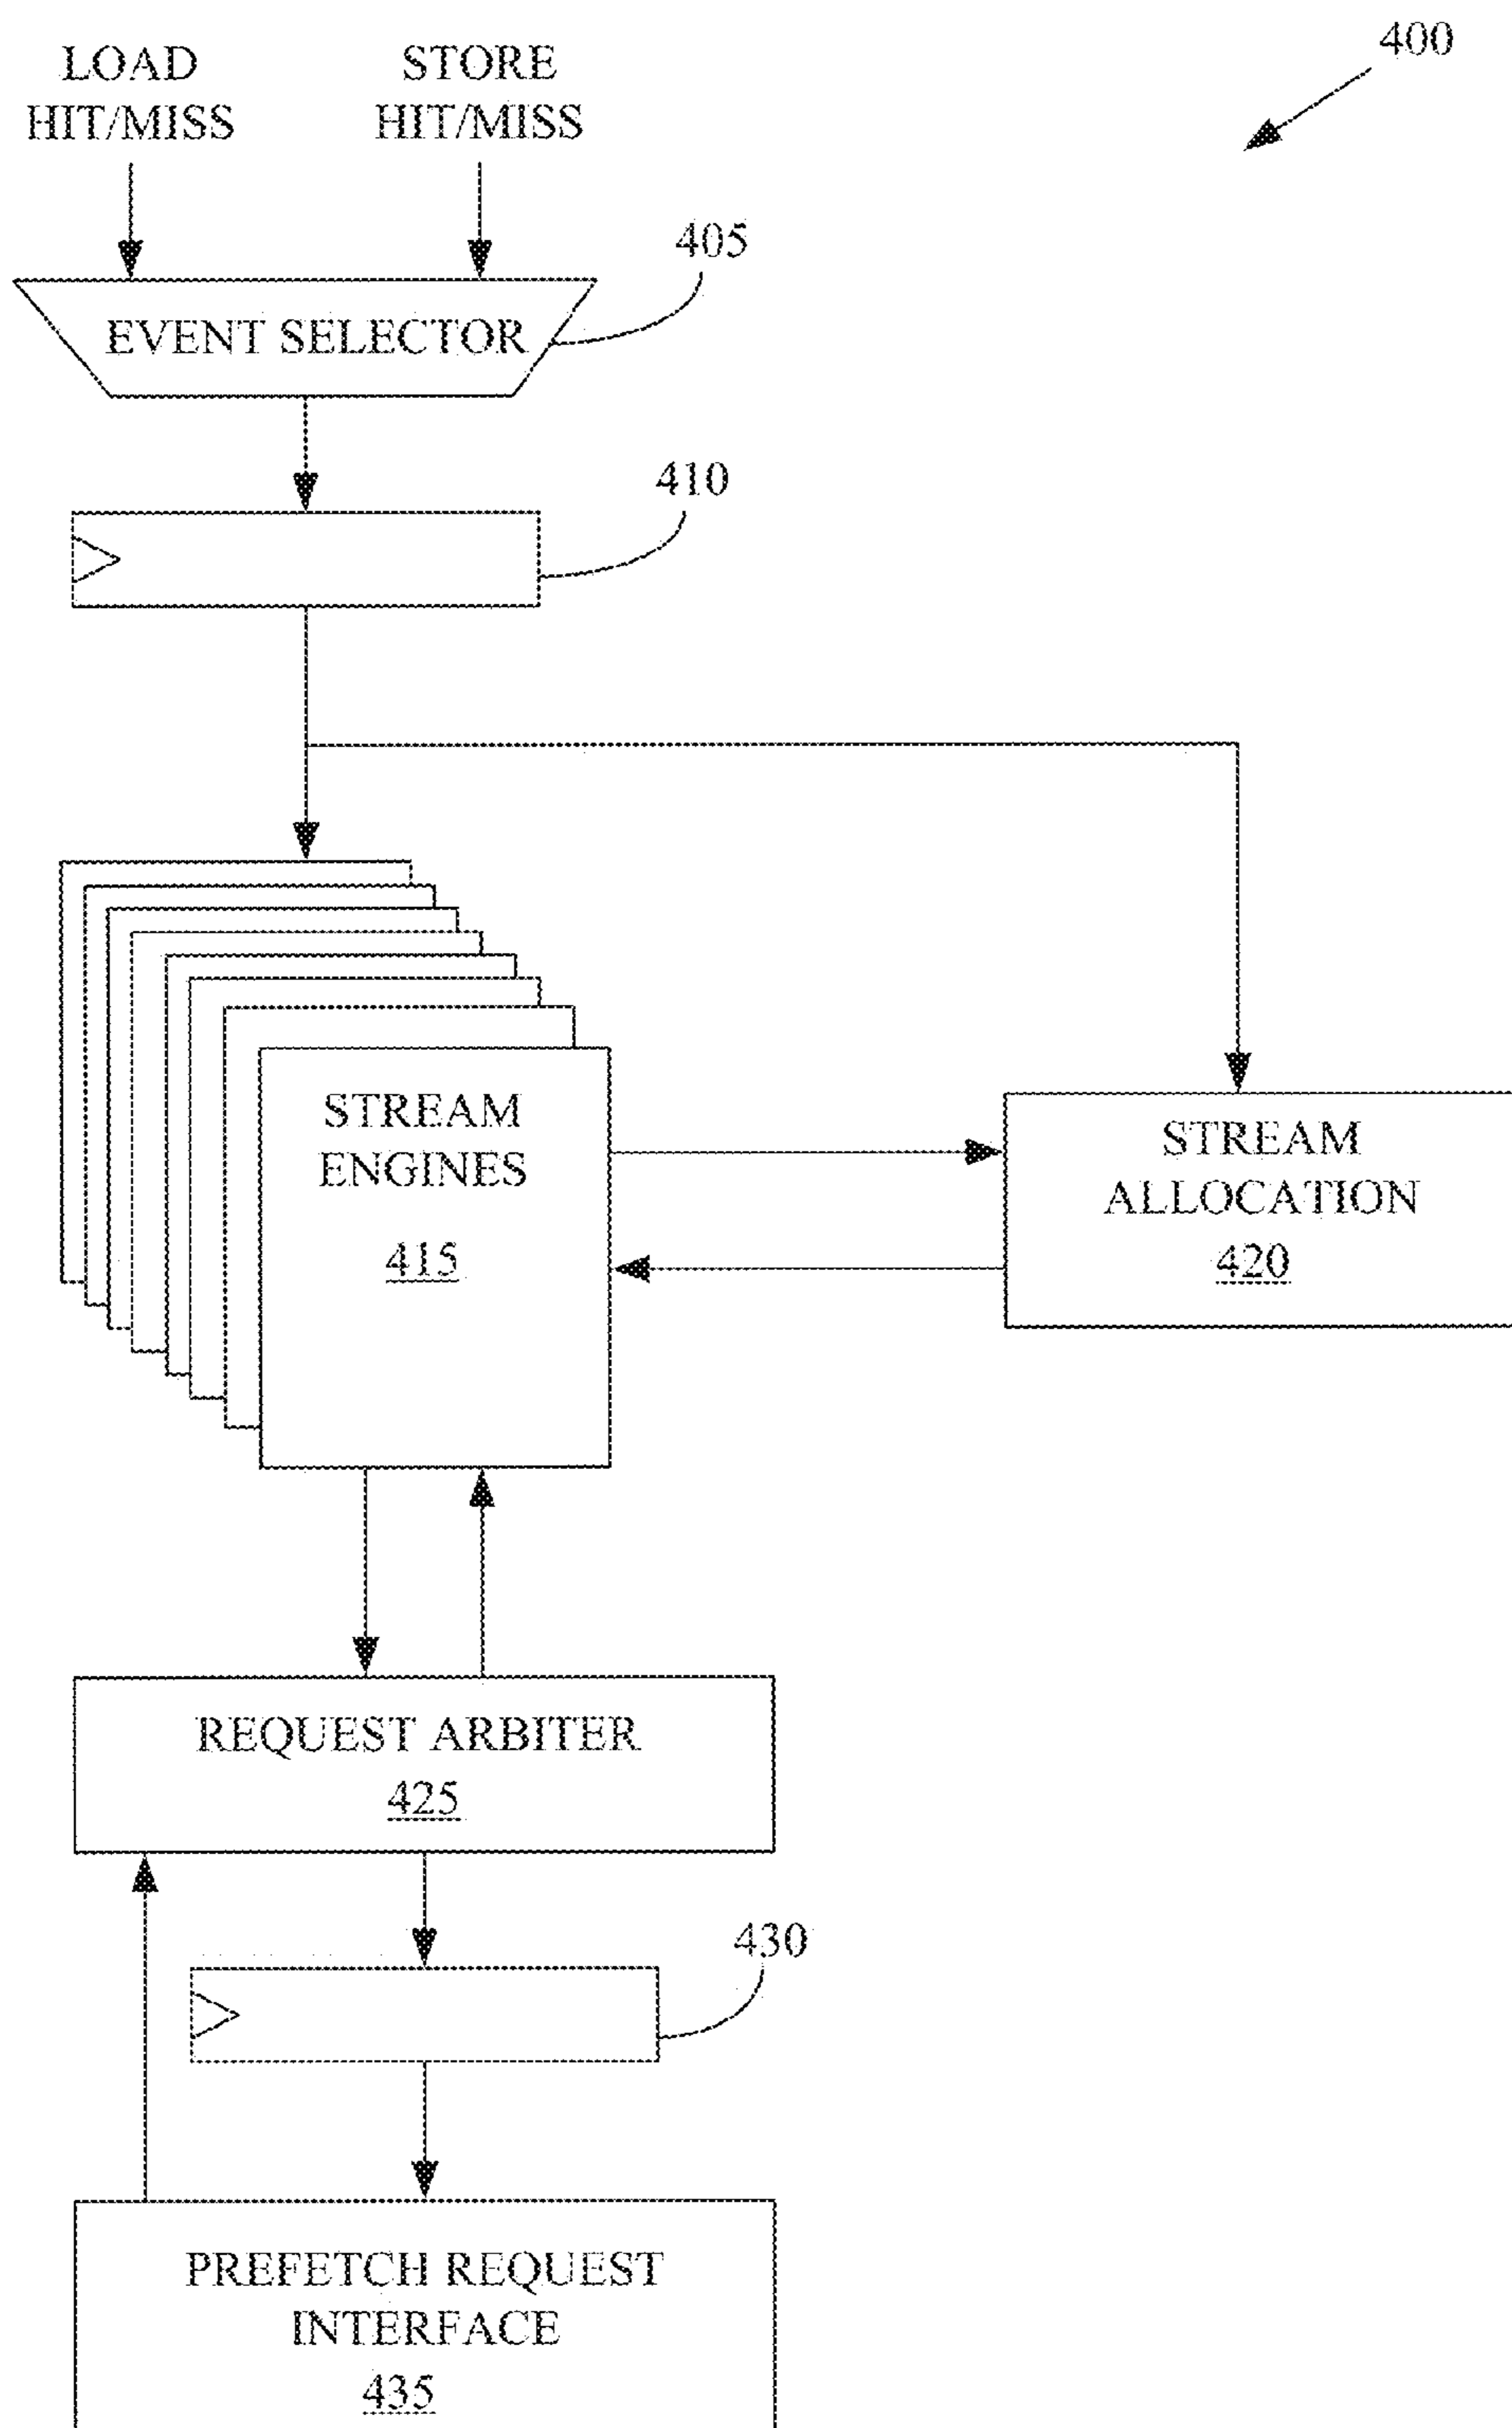 400
LOAD
HIT/MISS
STORE
HIT/MISS
405
EVENT SELECTOR
410
STREAM
ENGINES
415
STREAM
ALLOCATION
420
REQUEST ARBITER
425
430
PREFETCH REQUEST
INTERFACE
435